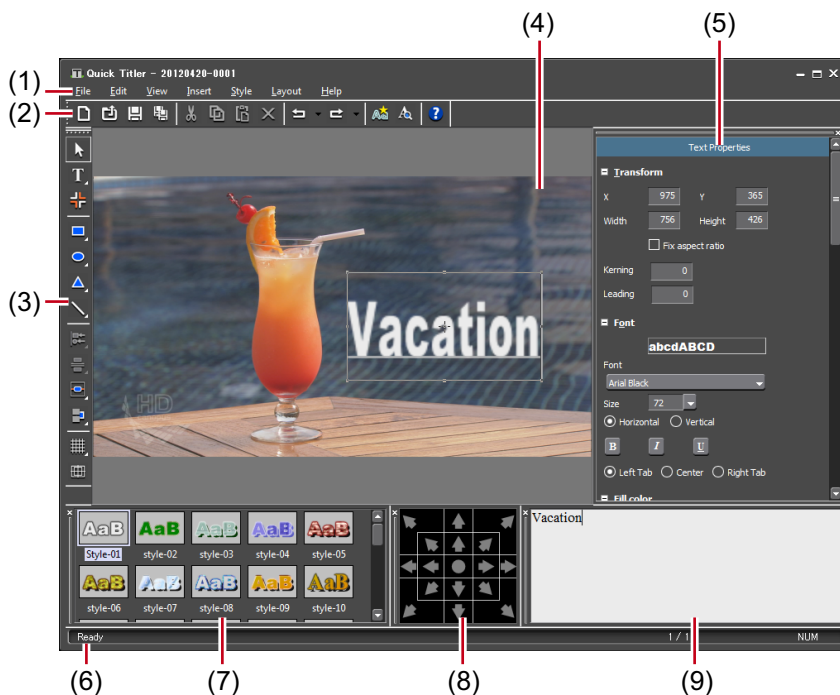 (4)
(5)
Quick Titler - 20120420-0001
(1)
File Edit View Insert Style Layout Help
(2)
Text Properties
Transform
X 975 Y 365
Width 756 Height 426
Fix aspect ratio
Kerning 0
Leading 0
Font
abcdABCD
Font
Arial Black
Size 72
Horizontal Vertical
B I U
Left Tab Center Right Tab
Fill color
T
(3)
Vacation
HD
AaB AaB AaB AaB AaB
Style-01 style-02 style-03 style-04 style-05
AaB AaB AaB AaB AaB
style-06 style-07 style-08 style-09 style-10
Vacation
Ready 1 / 1 NUM
(6) (7) (8) (9)